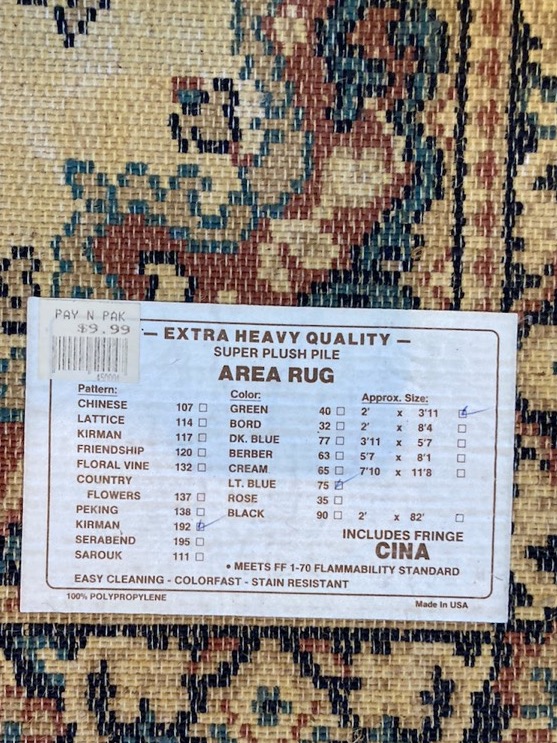 PAY N PAK
$9.99
— EXTRA HEAVY QUALITY —
SUPER PLUSH PILE
AREA RUG
Pattern:
CHINESE 107
LATTICE 114
KIRMAN 117
FRIENDSHIP 120
FLORAL VINE 132
COUNTRY
FLOWERS 137
PEKING 138
KIRMAN 192
SERABEND 195
SAROUK 111
Color:
GREEN 40
BORD 32
DK. BLUE 77
BERBER 63
CREAM 65
LT. BLUE 75
ROSE 35
BLACK 90
Approx. Size:
2' x 3'11
2' x 8'4
3'11 x 5'7
5'7 x 8'1
7'10 x 11'8
2' x 82'
INCLUDES FRINGE
CINA
• MEETS FF 1-70 FLAMMABILITY STANDARD
EASY CLEANING - COLORFAST - STAIN RESISTANT
100% POLYPROPYLENE
Made In USA